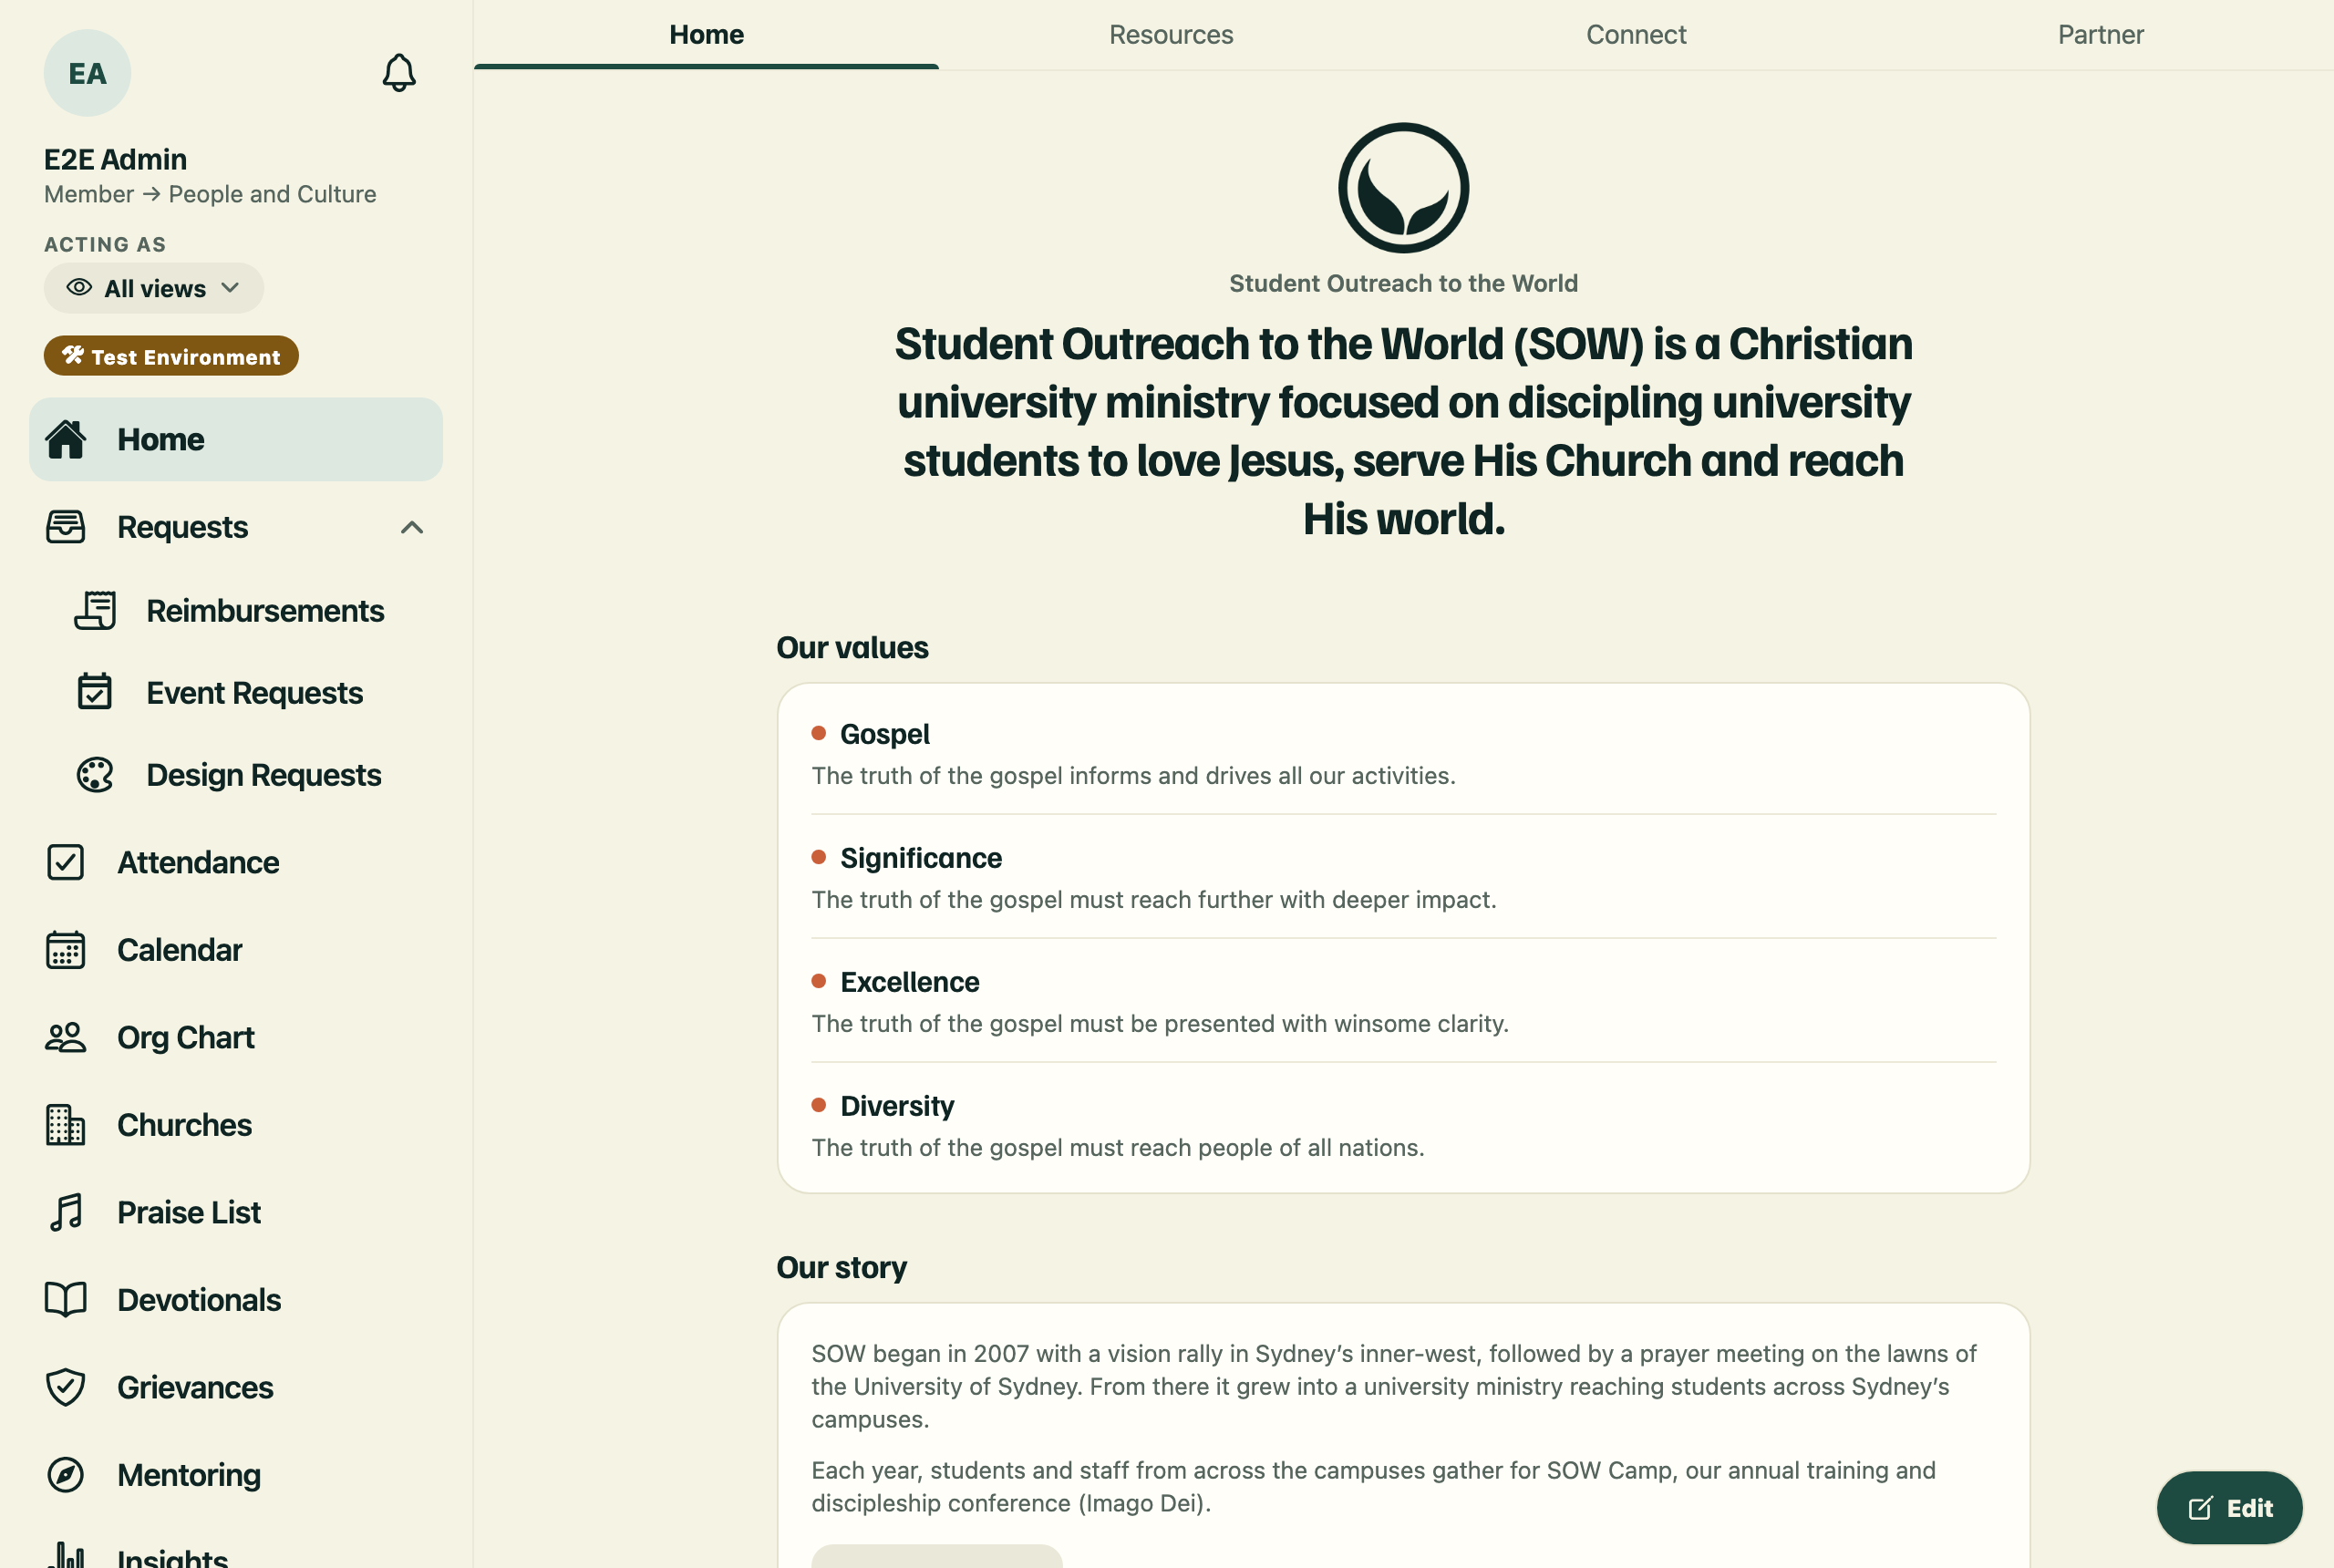 EA
E2E Admin
Member → People and Culture
ACTING AS
All views
Test Environment
Home
Requests
Reimbursements
Event Requests
Design Requests
Attendance
Calendar
Org Chart
Churches
Praise List
Devotionals
Grievances
Mentoring
Insights
Home
Resources
Connect
Partner
Student Outreach to the World
Student Outreach to the World (SOW) is a Christian
university ministry focused on discipling university
students to love Jesus, serve His Church and reach
His world.
Our values
Gospel
The truth of the gospel informs and drives all our activities.
Significance
The truth of the gospel must reach further with deeper impact.
Excellence
The truth of the gospel must be presented with winsome clarity.
Diversity
The truth of the gospel must reach people of all nations.
Our story
SOW began in 2007 with a vision rally in Sydney’s inner-west, followed by a prayer meeting on the lawns of
the University of Sydney. From there it grew into a university ministry reaching students across Sydney’s
campuses.
Each year, students and staff from across the campuses gather for SOW Camp, our annual training and
discipleship conference (Imago Dei).
Edit